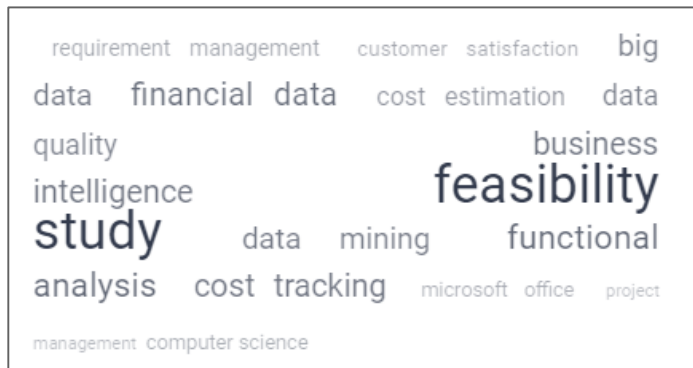 requirement management customer satisfaction big
data financial data cost estimation data
quality business
intelligence feasibility
study data mining functional
analysis cost tracking microsoft office project
management computer science